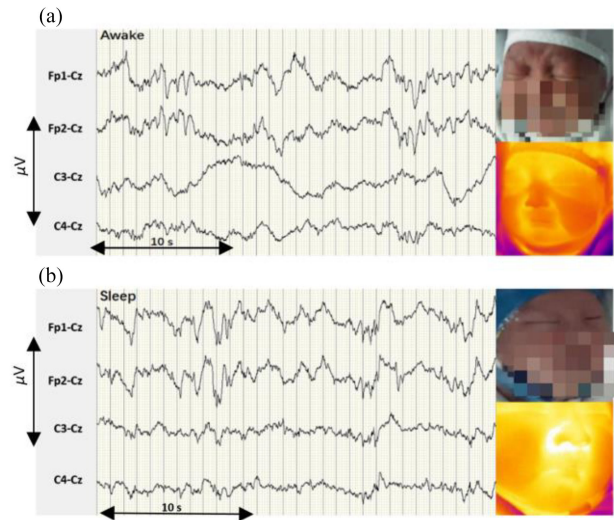 (a)
Awake
Fp1-Cz
Fp2-Cz
μV
C3-Cz
C4-Cz
10 s
(b)
Sleep
Fp1-Cz
Fp2-Cz
μV
C3-Cz
C4-Cz
10 s